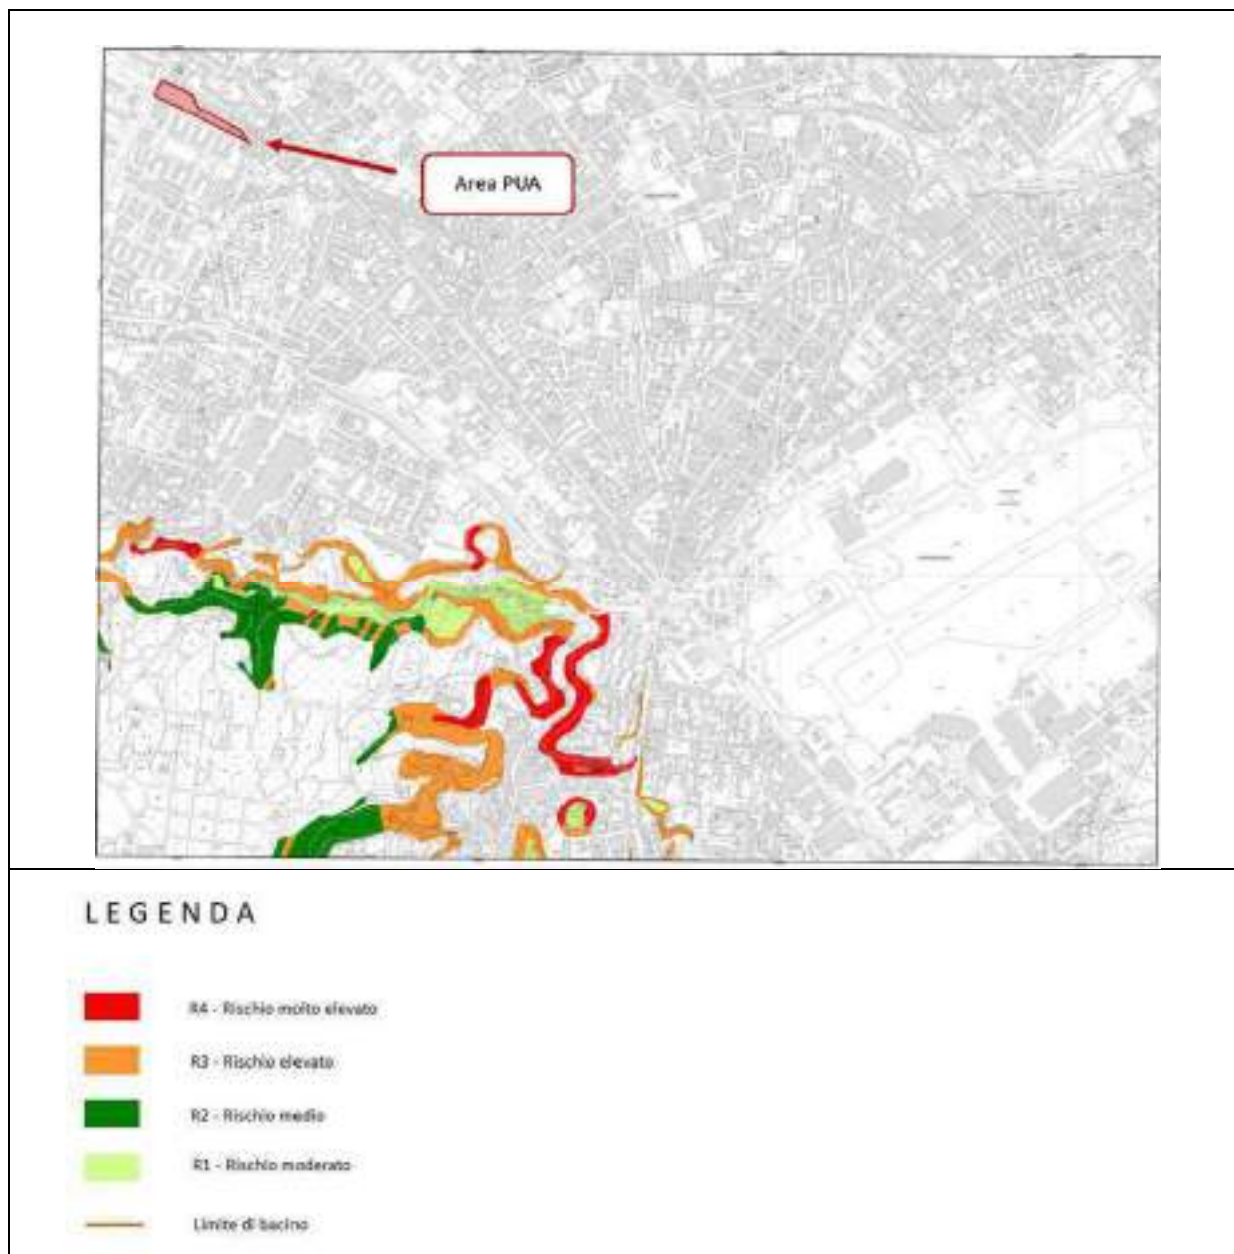 Area PUA
LEGENDA
R4 - Rischio molto elevato
R3 - Rischio elevato
R2 - Rischio medio
R1 - Rischio moderato
Limite di bacino